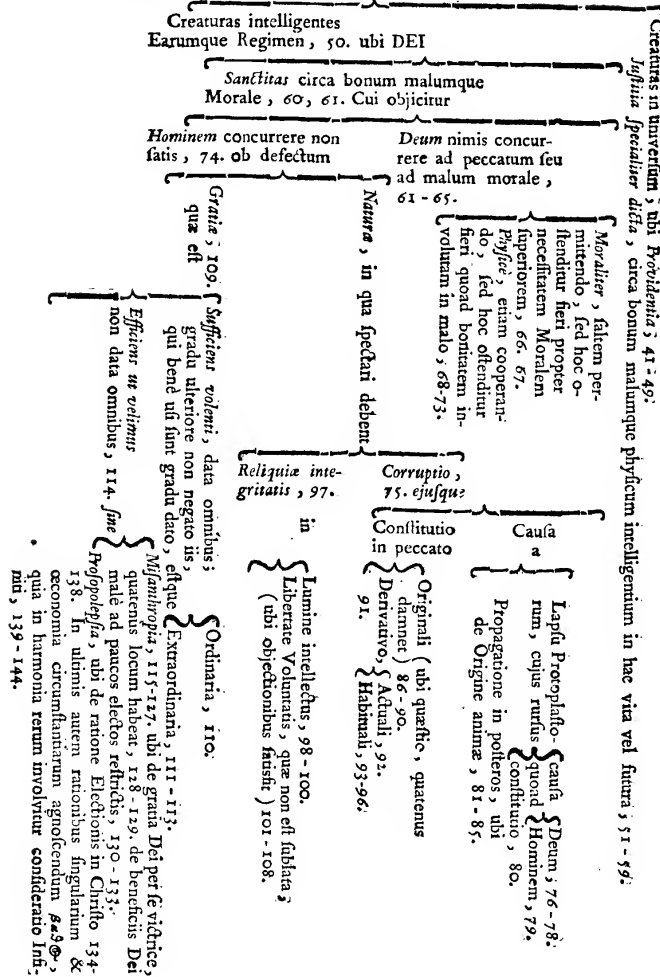 Creaturas in universum, ubi Providentia; 41-49.
Creaturas intelligentes
Earumque Regimen, 50. ubi DEI
Justitia specialiter dicta, circa bonum malumque physicum intelligentium in hac vita vel futura; 51-59.
Sanctitas circa bonum malumque
Morale, 60, 61. Cui objicitur
Hominem concurrere non
satis, 74. ob defectum
Deum nimis concur-
rere ad peccatum seu
ad malum morale,
61-65.
Moraliter, saltem per-
mittendo, sed hoc o-
stenditur fieri propter
necessitatem Moralem
superiorem, 66. 67.
Physicè, etiam cooperan-
do, sed hoc ostenditur
fieri quoad bonitatem in-
volutam in malo; 68-73.
Naturæ, in qua spectari debent
Gratiæ, 109.
quæ est
Corruptio,
75. ejusque
Reliquiæ inte-
gritatis, 97.
in
Causa
a
Constitutio
in peccato
Lapsu Protoplasto-
rum, cujus rursus
causa
quoad
Deum; 76-78.
Hominem, 79.
constitutio, 80.
Propagatione in posteros, ubi
de Origine animæ, 81-85.
Originali (ubi quæstio, quatenus
damnet) 86-90.
Derivativo,
91.
Actuali, 92.
Habituali, 93-96.
Lumine intellectus, 98-100.
Libertate Voluntatis, quæ non est sublata;
(ubi objectionibus satisfit) 101-108.
Sufficiens volenti, data omnibus;
gradu ulteriore non negato iis,
qui benè usi sunt gradu dato, estque
Ordinaria, 110.
Extraordinaria, 111-113.
Efficiens ut velimus
non data omnibus, 114. sine
Misanthropia, 115-127. ubi de gratia Dei per se victrice,
quatenus locum habeat, 128-129. de beneficiis Dei
malè ad paucos electos restrictis, 130-133.
Prosopolepsia, ubi de ratione Electionis in Christo 134-
138. In ultimis autem rationibus singularium &
œconomia circumstantiarum agnoscendum βάθος,
quia in harmonia rerum involvitur consideratio Infi-
niti, 139-144.